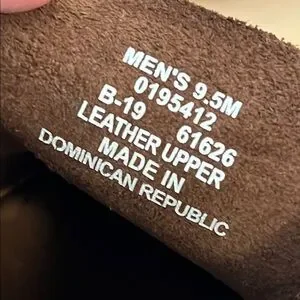 MEN'S 9.5M
0195412
B-19 61626
LEATHER UPPER
MADE IN
DOMINICAN REPUBLIC